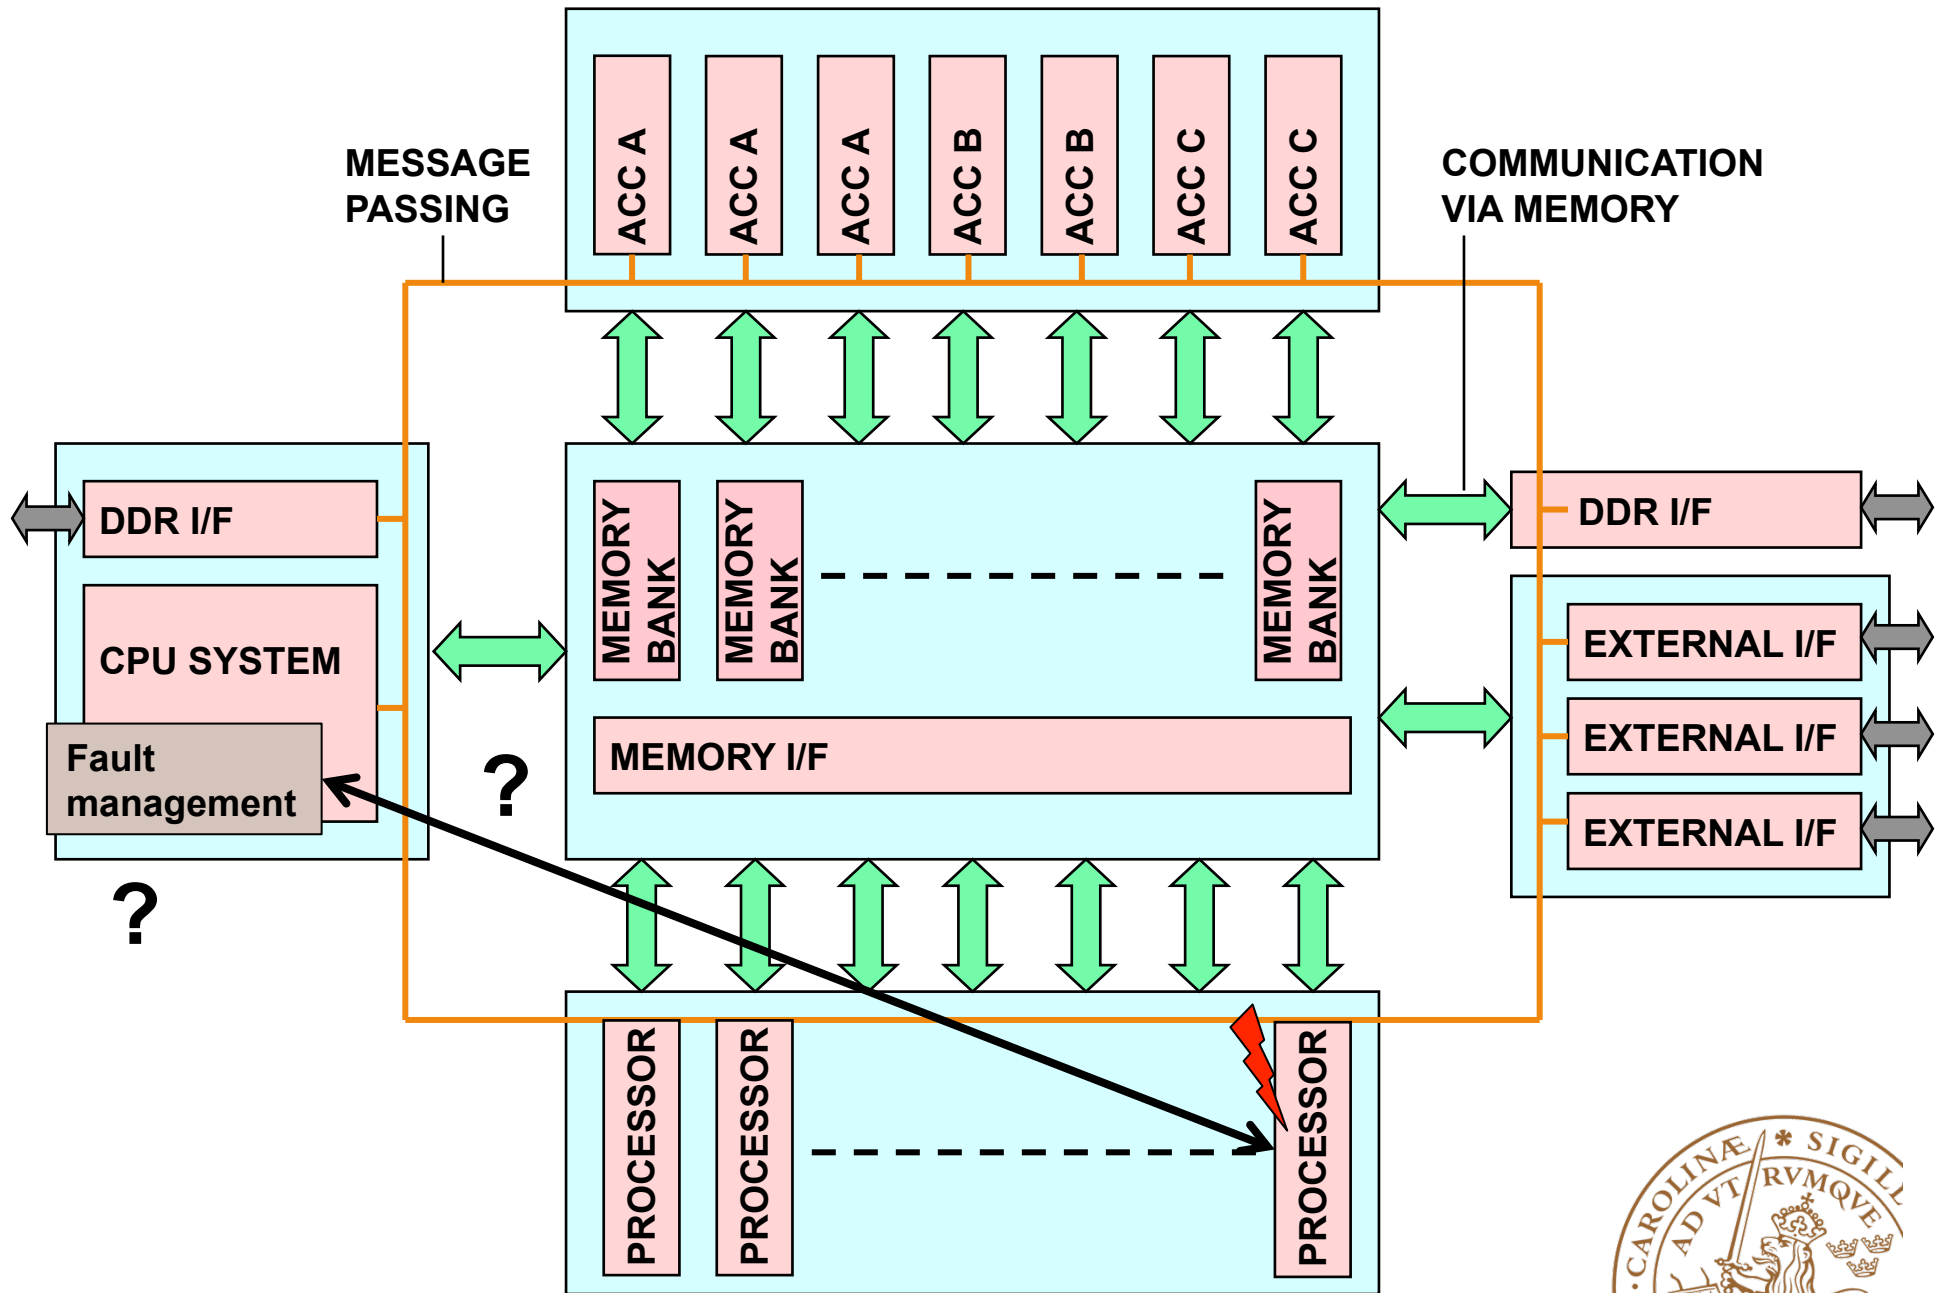 MESSAGE
PASSING
ACC A
ACC A
ACC A
ACC B
ACC B
ACC C
ACC C
COMMUNICATION
VIA MEMORY
DDR I/F
CPU SYSTEM
Fault
management
?
?
MEMORY
BANK
MEMORY
BANK
MEMORY
BANK
MEMORY I/F
DDR I/F
EXTERNAL I/F
EXTERNAL I/F
EXTERNAL I/F
PROCESSOR
PROCESSOR
PROCESSOR
CAROLINÆ * SIGILL
AD VT RVMQVE